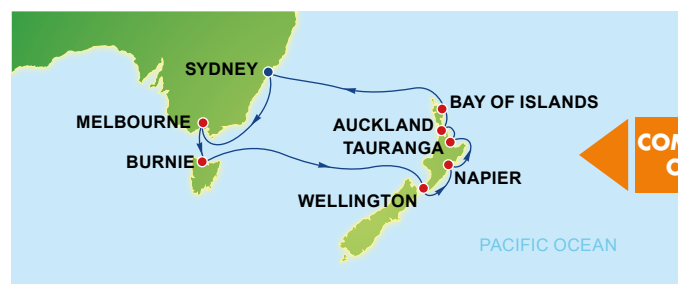 SYDNEY
BAY OF ISLANDS
MELBOURNE
AUCKLAND
TAURANGA
BURNIE
NAPIER
WELLINGTON
PACIFIC OCEAN